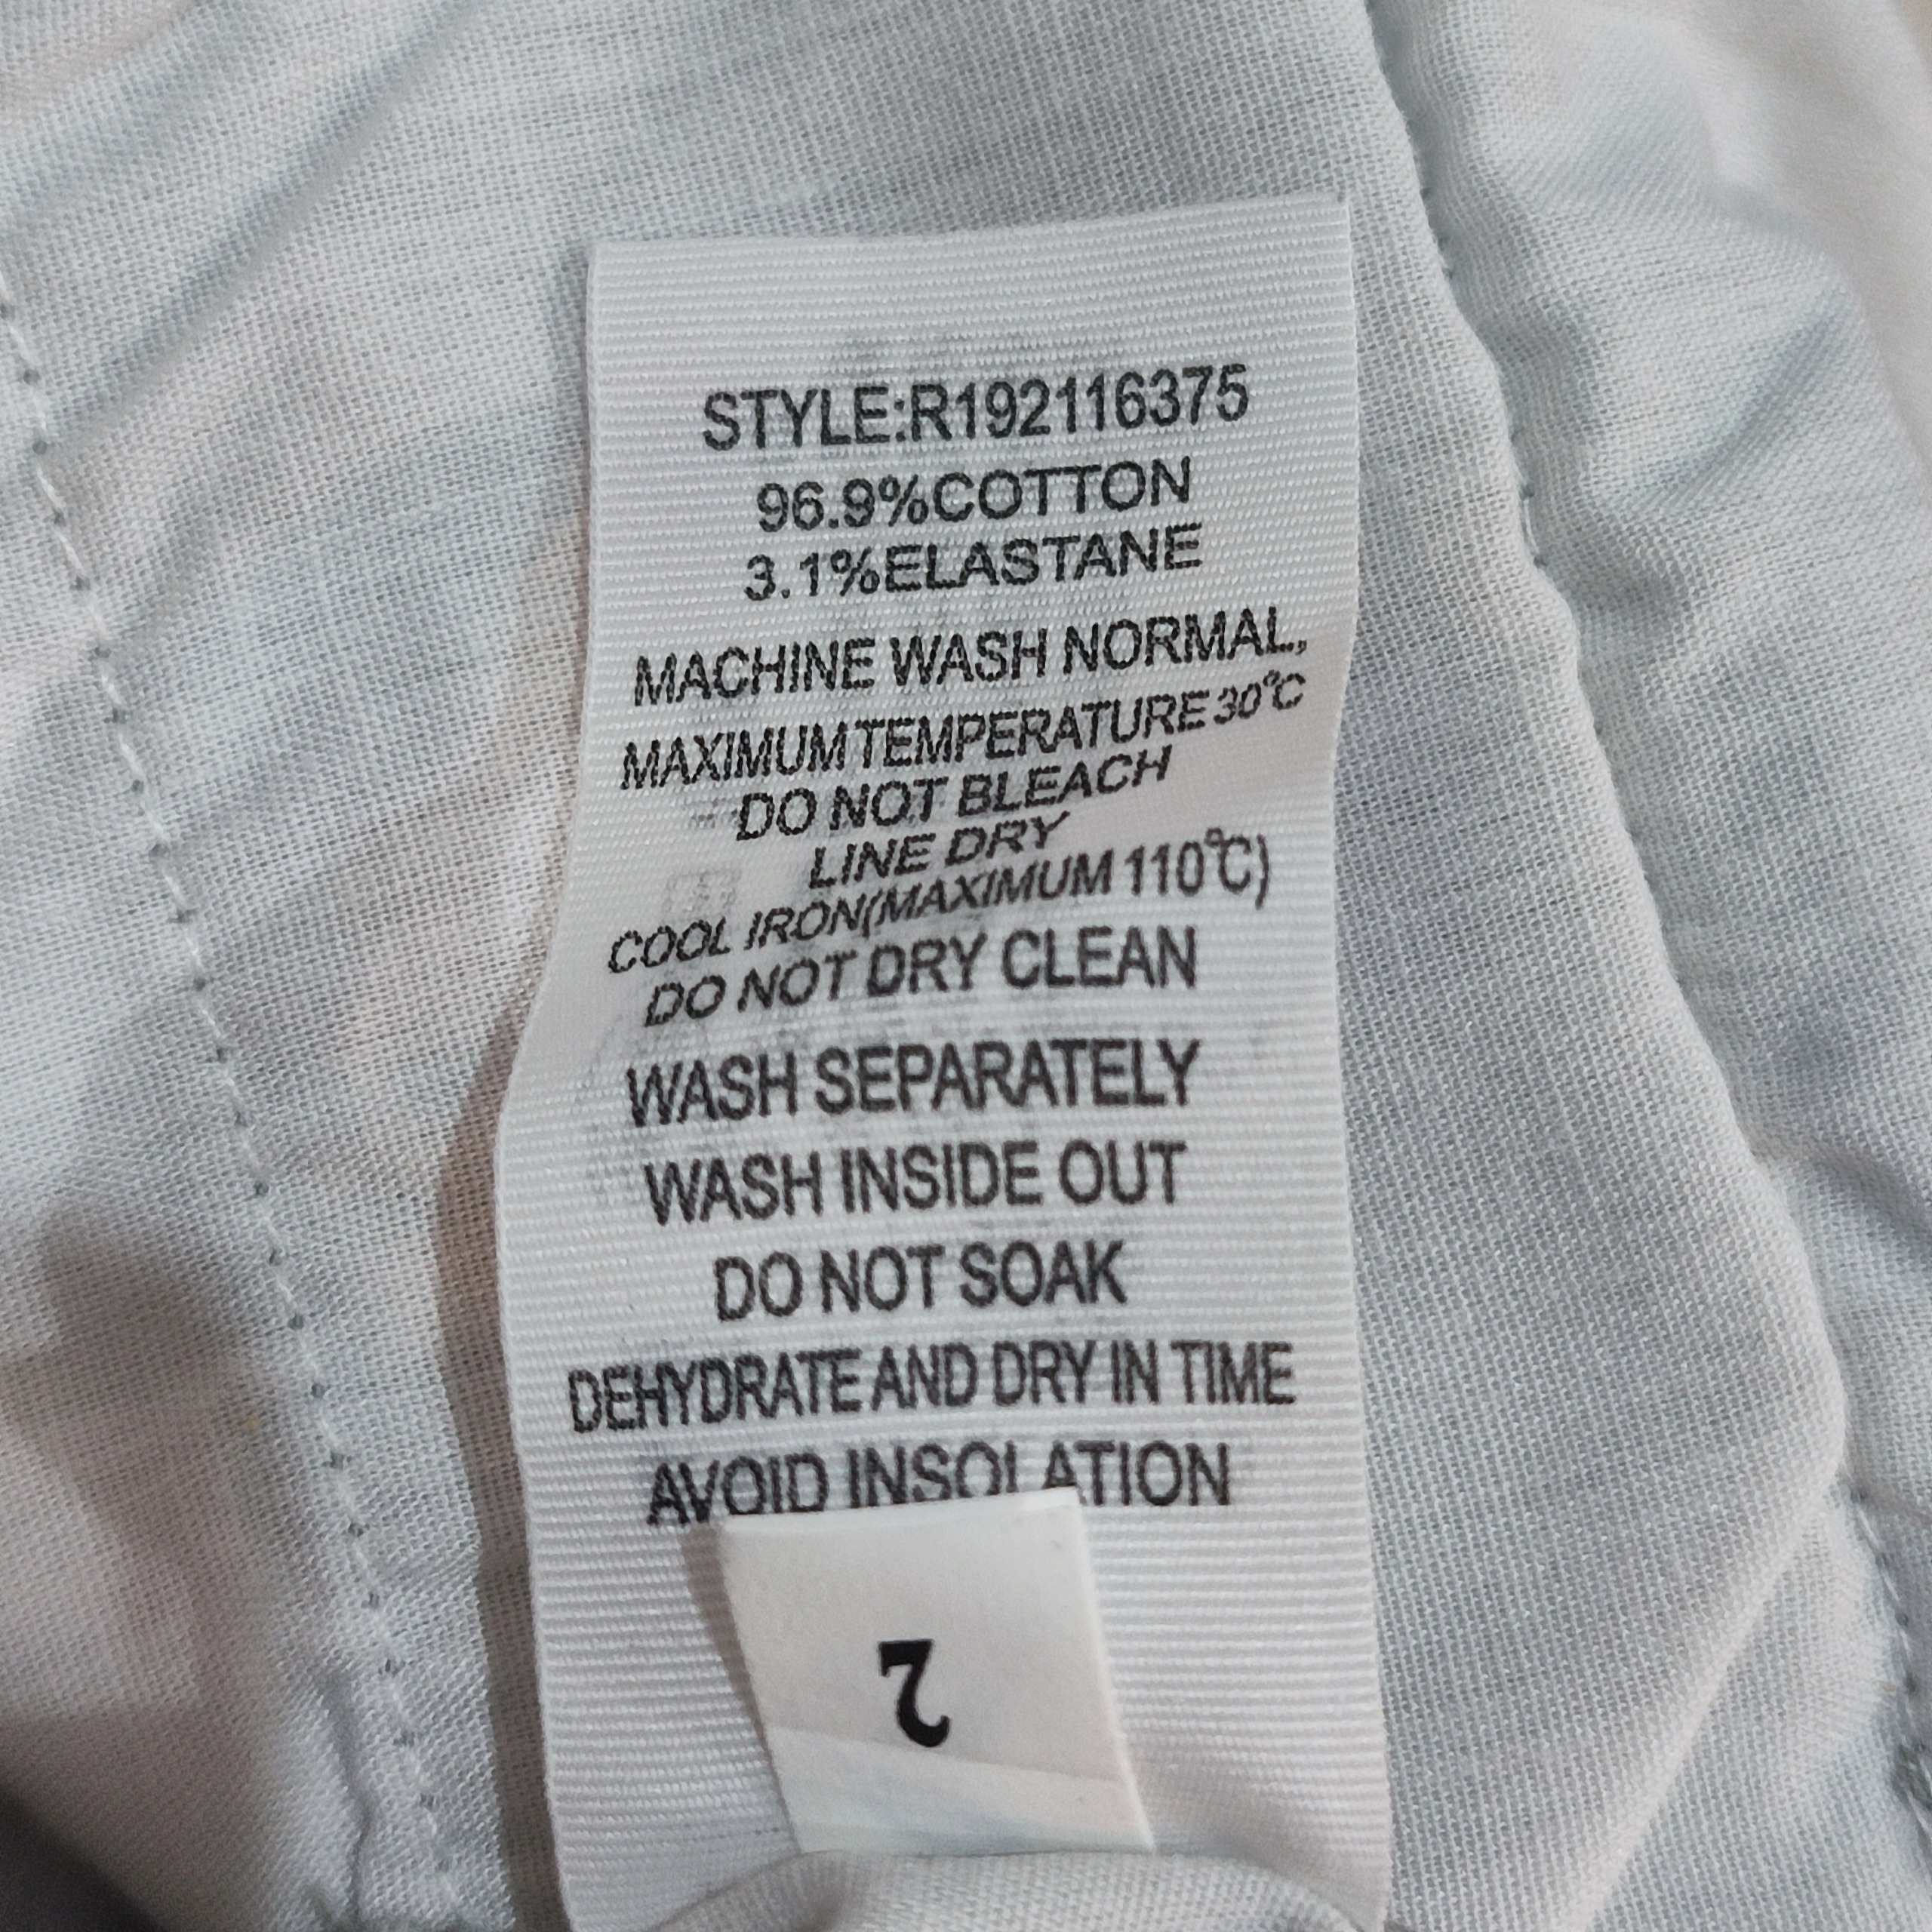 STYLE:R192116375
96.9%COTTON
3.1%ELASTANE
MACHINE WASH NORMAL,
MAXIMUM TEMPERATURE 30°C
DO NOT BLEACH
LINE DRY
COOL IRON(MAXIMUM 110°C)
DO NOT DRY CLEAN
WASH SEPARATELY
WASH INSIDE OUT
DO NOT SOAK
DEHYDRATE AND DRY IN TIME
AVOID INSOLATION
2